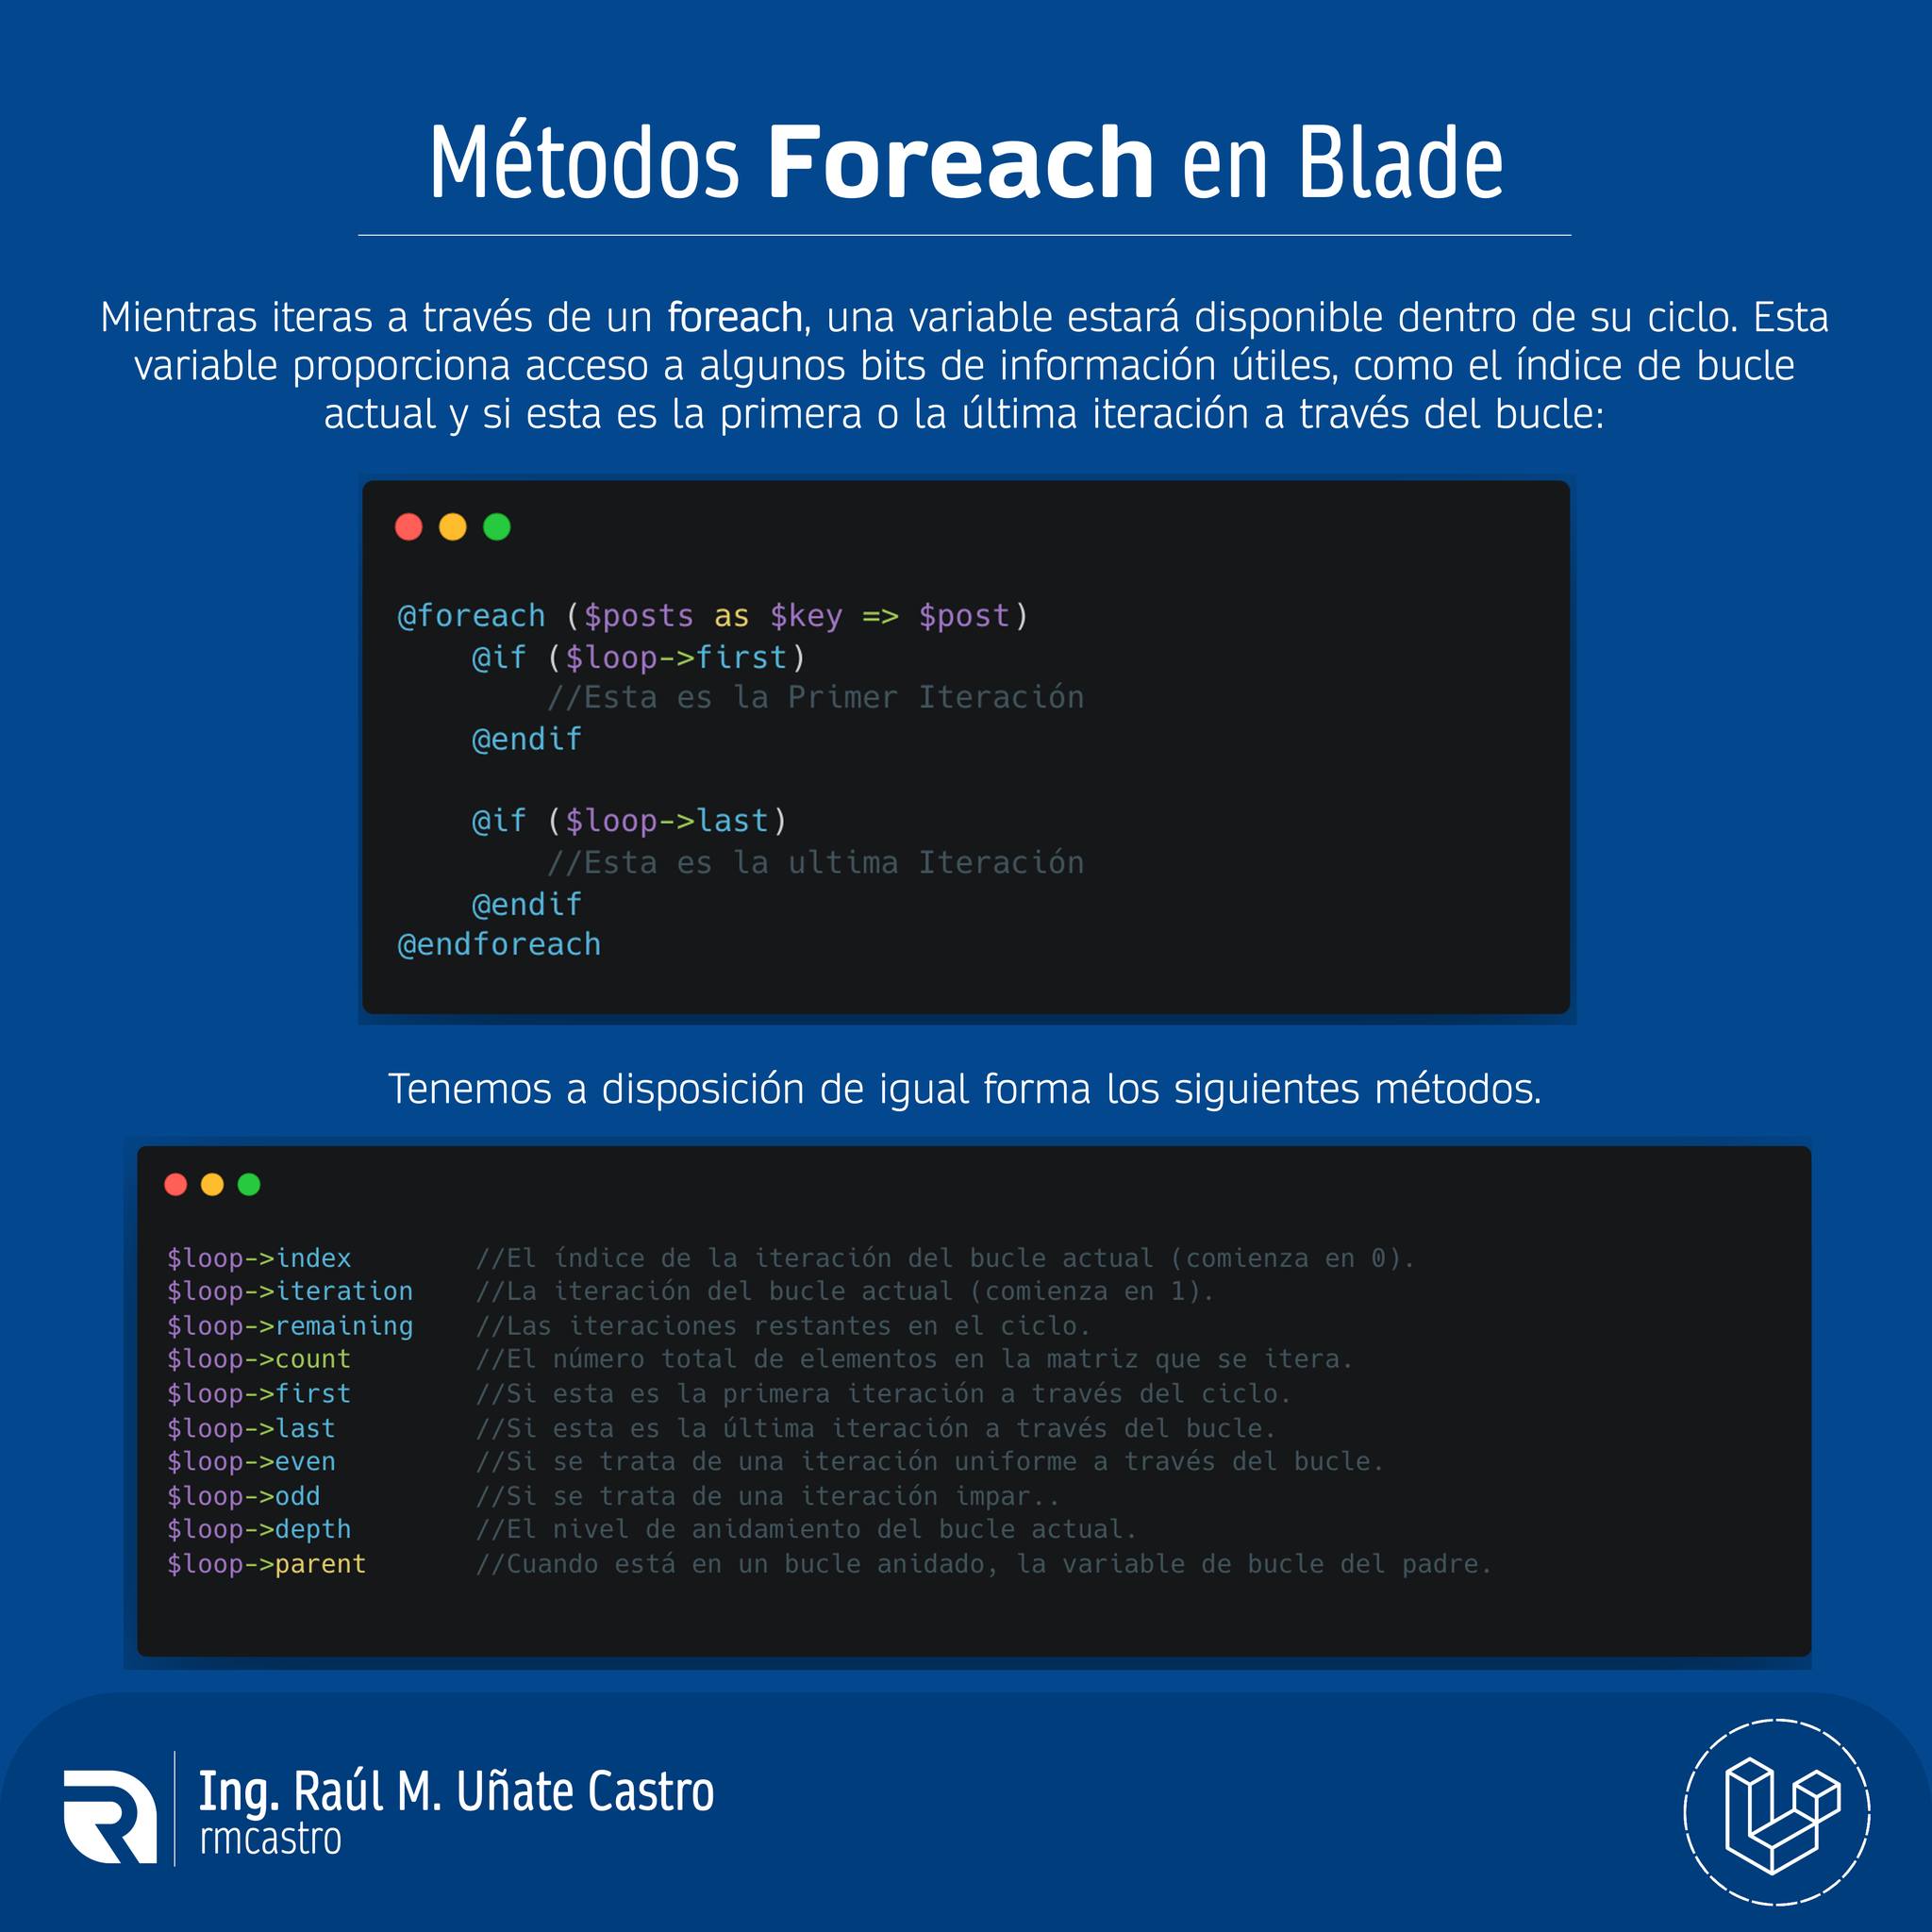 Métodos Foreach en Blade
Mientras iteras a través de un foreach, una variable estará disponible dentro de su ciclo. Esta
variable proporciona acceso a algunos bits de información útiles, como el índice de bucle
actual y si esta es la primera o la última iteración a través del bucle:
@foreach ($posts as $key => $post)
    @if ($loop->first)
        //Esta es la Primer Iteración
    @endif

    @if ($loop->last)
        //Esta es la ultima Iteración
    @endif
@endforeach
Tenemos a disposición de igual forma los siguientes métodos.
$loop->index        //El índice de la iteración del bucle actual (comienza en 0).
$loop->iteration    //La iteración del bucle actual (comienza en 1).
$loop->remaining    //Las iteraciones restantes en el ciclo.
$loop->count        //El número total de elementos en la matriz que se itera.
$loop->first        //Si esta es la primera iteración a través del ciclo.
$loop->last         //Si esta es la última iteración a través del bucle.
$loop->even         //Si se trata de una iteración uniforme a través del bucle.
$loop->odd          //Si se trata de una iteración impar..
$loop->depth        //El nivel de anidamiento del bucle actual.
$loop->parent       //Cuando está en un bucle anidado, la variable de bucle del padre.
Ing. Raúl M. Uñate Castro
rmcastro